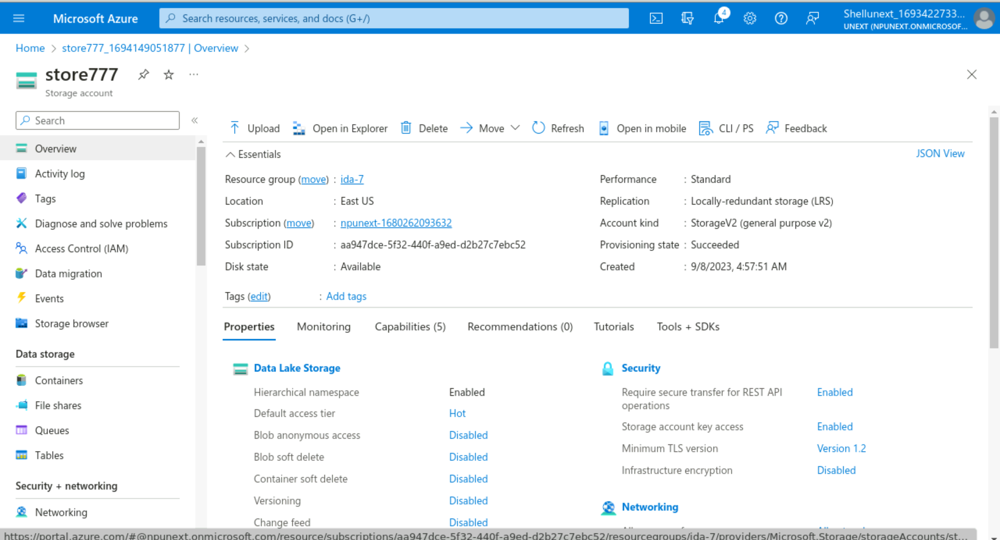 Microsoft Azure
Search resources, services, and docs (G+/)
4
Shellunext_1693422733...
UNEXT (NPUNEXT.ONMICROSOF...
Home > store777_1694149051877 | Overview >
store777
Storage account
Search
Overview
Activity log
Tags
Diagnose and solve problems
Access Control (IAM)
Data migration
Events
Storage browser
Data storage
Containers
File shares
Queues
Tables
Security + networking
Networking
Upload Open in Explorer Delete Move Refresh Open in mobile CLI / PS Feedback
Essentials
JSON View
Resource group (move) : ida-7
Location : East US
Subscription (move) : npunext-1680262093632
Subscription ID : aa947dce-5f32-440f-a9ed-d2b27c7ebc52
Disk state : Available
Performance : Standard
Replication : Locally-redundant storage (LRS)
Account kind : StorageV2 (general purpose v2)
Provisioning state : Succeeded
Created : 9/8/2023, 4:57:51 AM
Tags (edit) : Add tags
Properties Monitoring Capabilities (5) Recommendations (0) Tutorials Tools + SDKs
Data Lake Storage
Hierarchical namespace Enabled
Default access tier Hot
Blob anonymous access Disabled
Blob soft delete Disabled
Container soft delete Disabled
Versioning Disabled
Change feed Disabled
Security
Require secure transfer for REST API Enabled
operations
Storage account key access Enabled
Minimum TLS version Version 1.2
Infrastructure encryption Disabled
Networking
https://portal.azure.com/#@npunext.onmicrosoft.com/resource/subscriptions/aa947dce-5f32-440f-a9ed-d2b27c7ebc52/resourcegroups/ida-7/providers/Microsoft.Storage/storageAccounts/st...